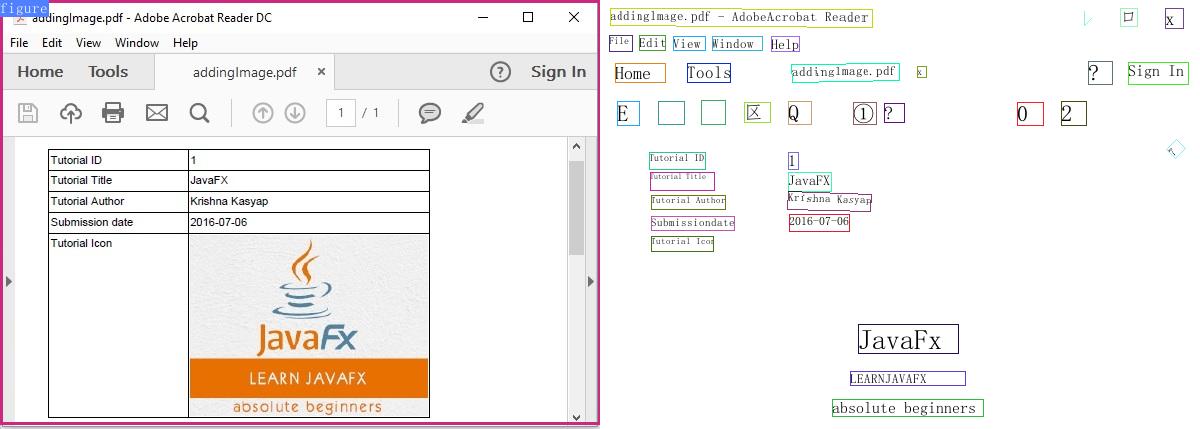 figure
addingImage.pdf - Adobe Acrobat Reader DC
File Edit View Window Help
Home Tools addingImage.pdf × ? Sign In
1 / 1
Tutorial ID 1
Tutorial Title JavaFX
Tutorial Author Krishna Kasyap
Submission date 2016-07-06
Tutorial Icon
JavaFx
LEARN JAVAFX
absolute beginners
addingImage.pdf - AdobeAcrobat Reader
口 x
File Edit View Window Help
Home Tools addingImage.pdf x ? Sign In
E 区 Q ① ? 0 2
Tutorial ID 1
Tutorial Title JavaFX
Tutorial Author Krishna Kasyap
Submissiondate 2016-07-06
Tutorial Icon
JavaFx
LEARNJAVAFX
absolute beginners